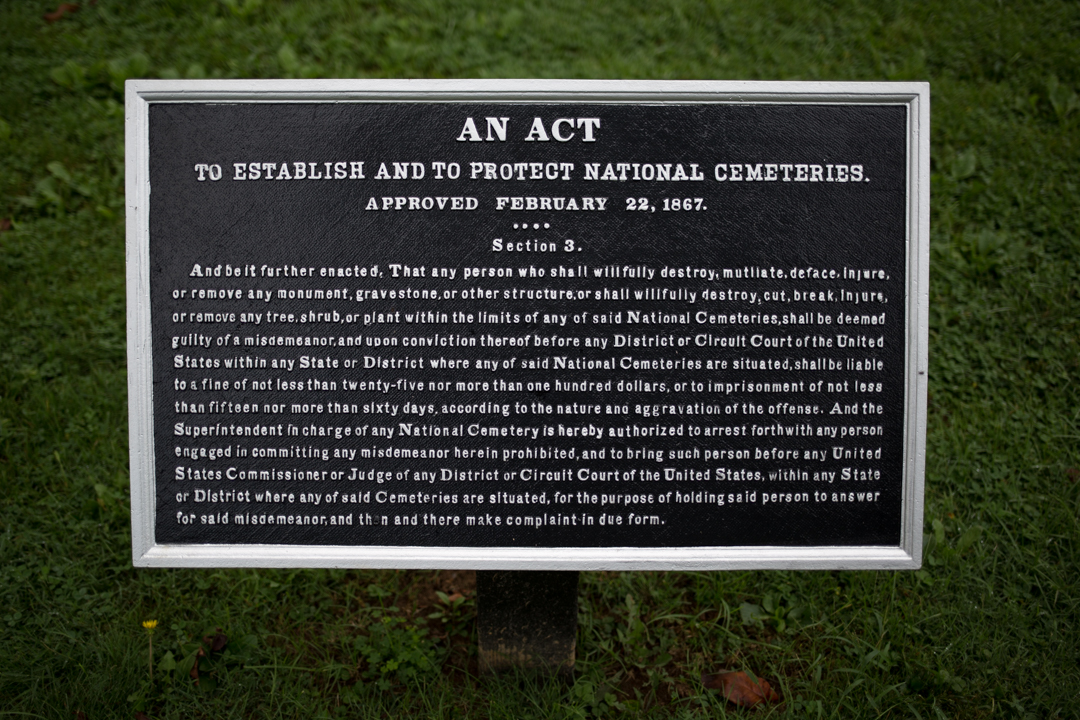 AN ACT
TO ESTABLISH AND TO PROTECT NATIONAL CEMETERIES.
APPROVED FEBRUARY 22, 1867.
....
Section 3.
And be it further enacted, That any person who shall willfully destroy, mutilate, deface, injure,
or remove any monument, gravestone, or other structure, or shall willfully destroy, cut, break, injure,
or remove any tree, shrub, or plant within the limits of any of said National Cemeteries, shall be deemed
guilty of a misdemeanor, and upon conviction thereof before any District or Circuit Court of the United
States within any State or District where any of said National Cemeteries are situated, shall be liable
to a fine of not less than twenty-five nor more than one hundred dollars, or to imprisonment of not less
than fifteen nor more than sixty days, according to the nature and aggravation of the offense. And the
Superintendent in charge of any National Cemetery is hereby authorized to arrest forthwith any person
engaged in committing any misdemeanor herein prohibited, and to bring such person before any United
States Commissioner or Judge of any District or Circuit Court of the United States, within any State
or District where any of said Cemeteries are situated, for the purpose of holding said person to answer
for said misdemeanor, and then and there make complaint in due form.